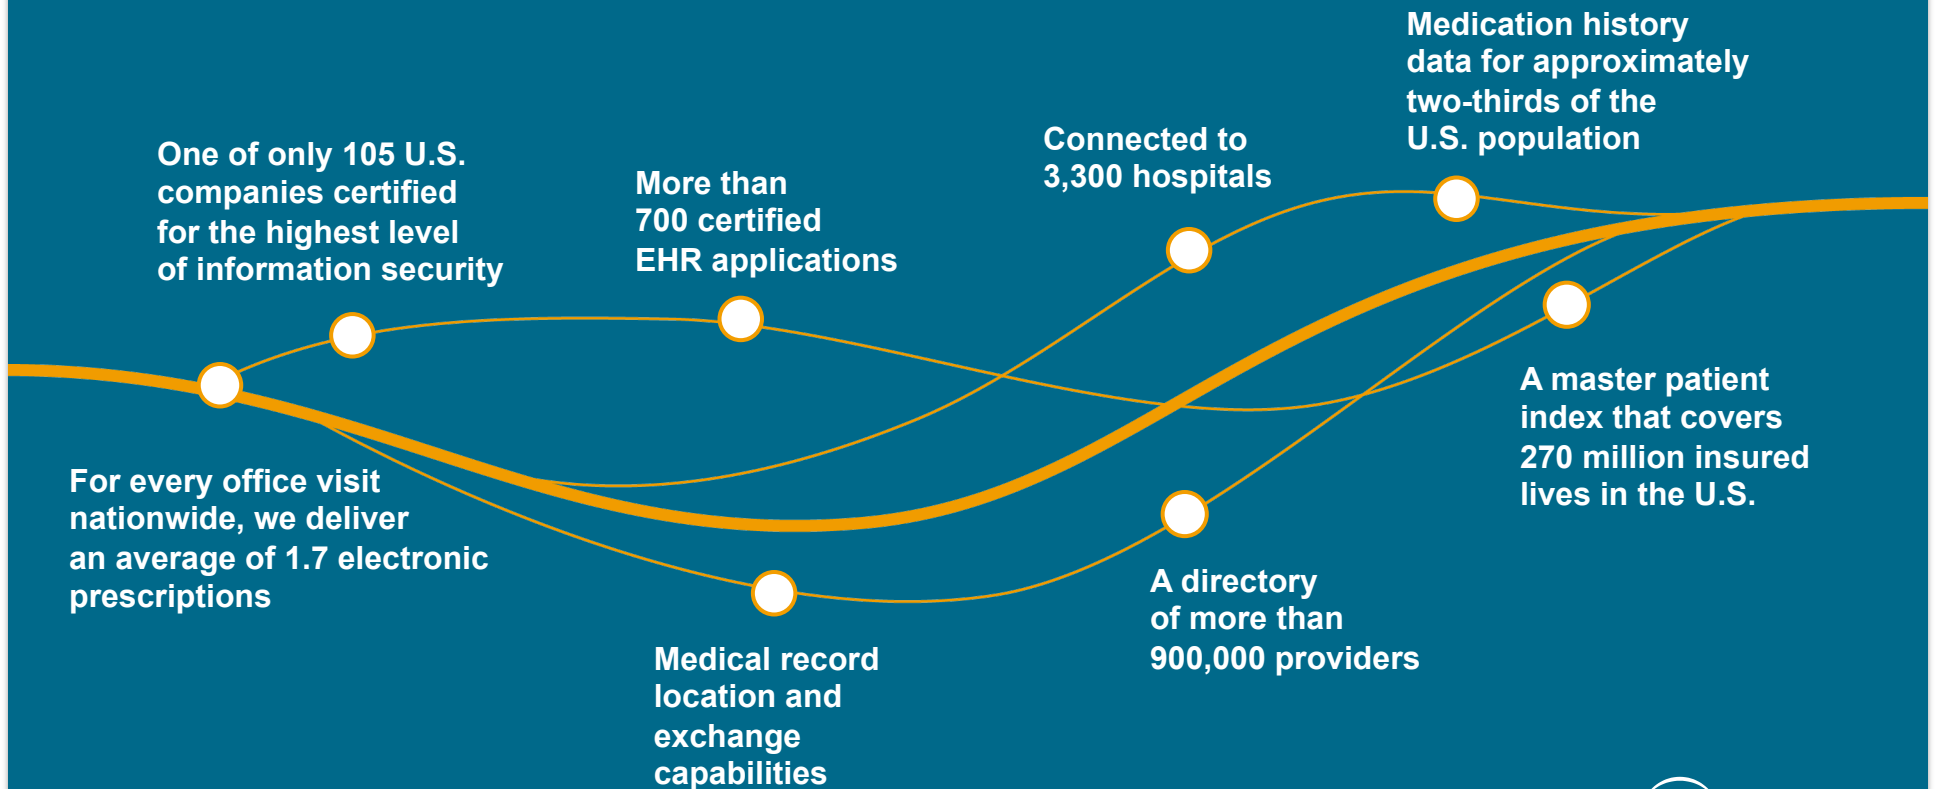 One of only 105 U.S.
companies certified
for the highest level
of information security
More than
700 certified
EHR applications
Connected to
3,300 hospitals
Medication history
data for approximately
two-thirds of the
U.S. population
For every office visit
nationwide, we deliver
an average of 1.7 electronic
prescriptions
Medical record
location and
exchange
capabilities
A directory
of more than
900,000 providers
A master patient
index that covers
270 million insured
lives in the U.S.